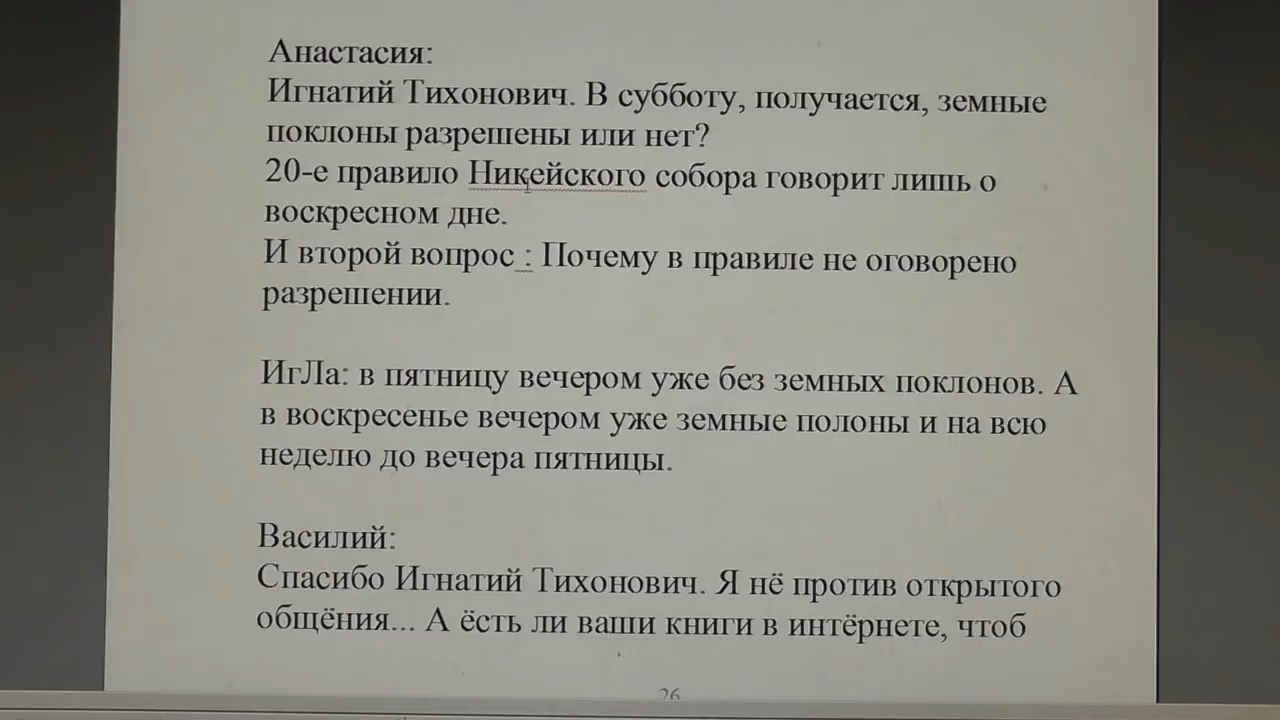 Анастасия:
Игнатий Тихонович. В субботу, получается, земные
поклоны разрешены или нет?
20-е правило Никейского собора говорит лишь о
воскресном дне.
И второй вопрос : Почему в правиле не оговорено
разрешении.
ИгЛа: в пятницу вечером уже без земных поклонов. А
в воскресенье вечером уже земные полоны и на всю
неделю до вечера пятницы.
Василий:
Спасибо Игнатий Тихонович. Я нё против открытого
общёния... А ёсть ли ваши книги в интёрнете, чтоб
26